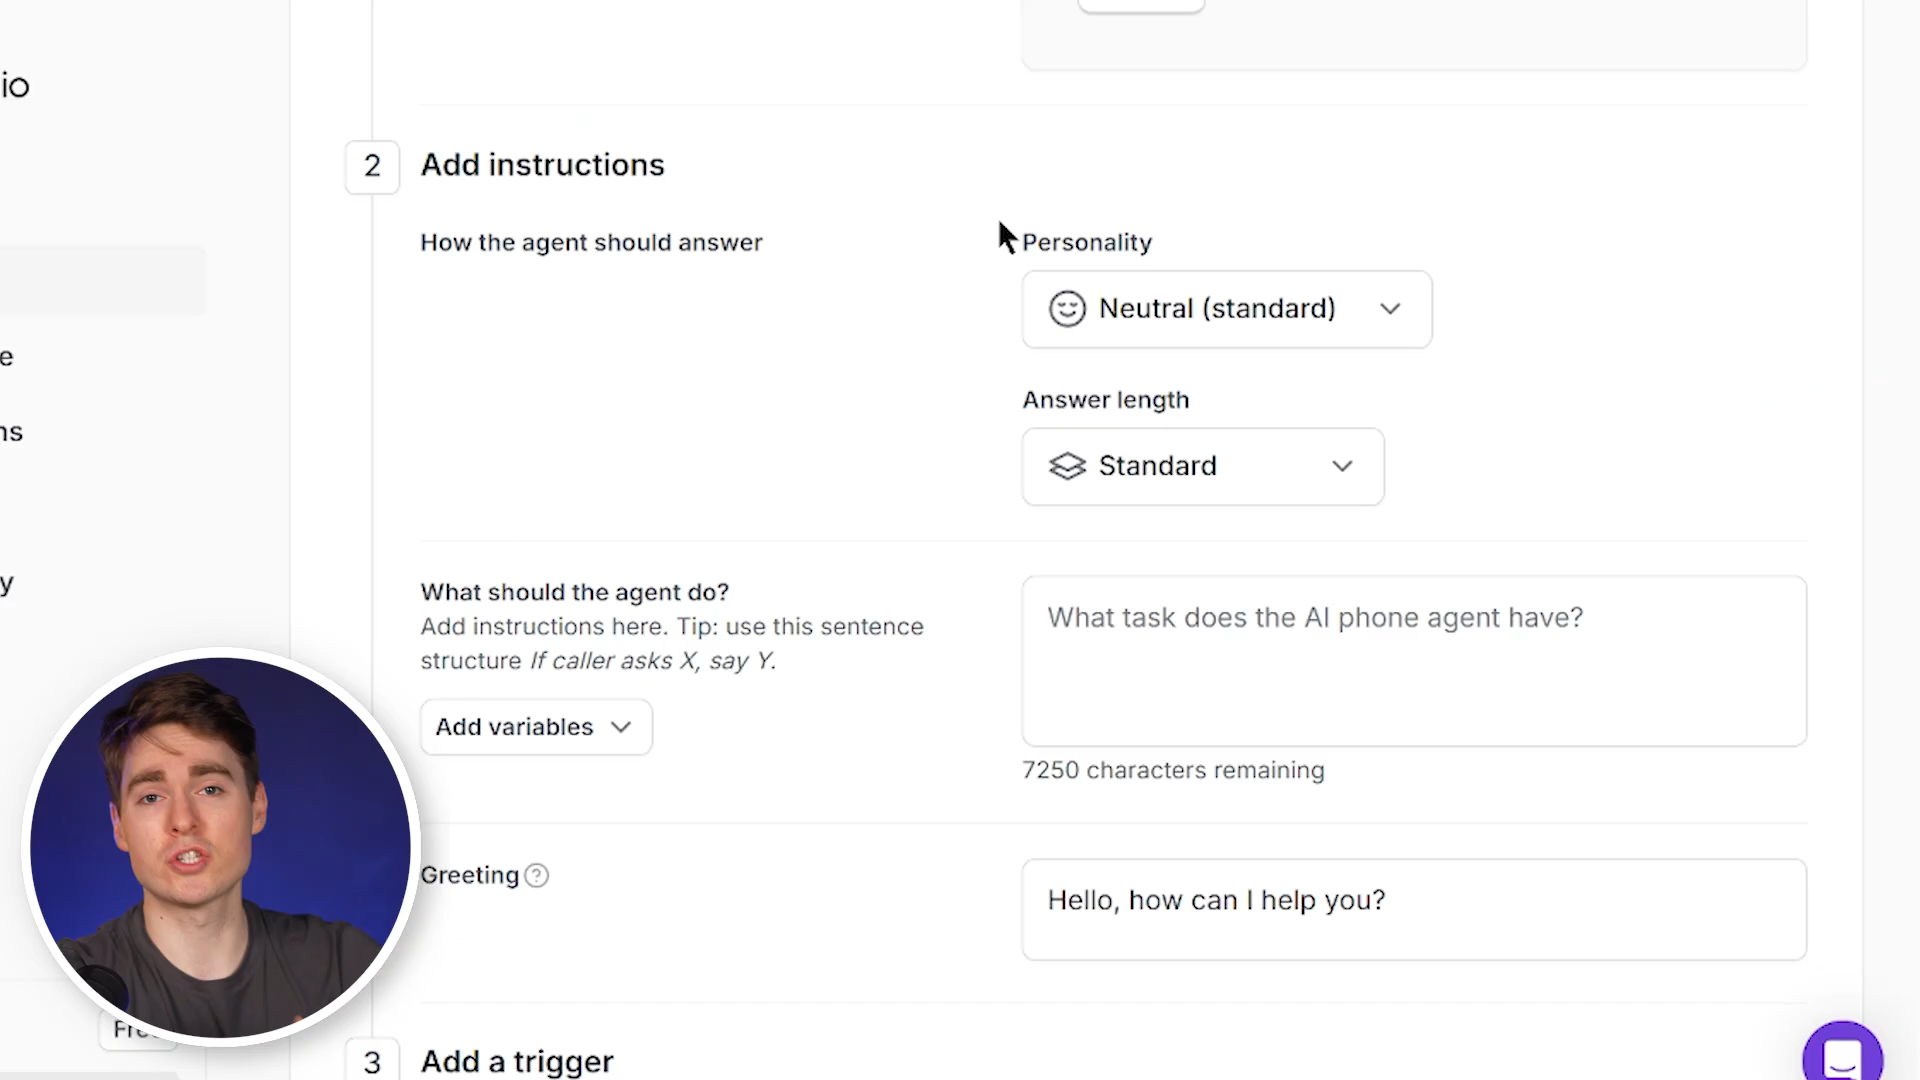 io
2 Add instructions
How the agent should answer
Personality
Neutral (standard)
e
Answer length
ns
Standard
y
What should the agent do?
Add instructions here. Tip: use this sentence
structure If caller asks X, say Y.
Add variables
What task does the AI phone agent have?
7250 characters remaining
Greeting ?
Hello, how can I help you?
3 Add a trigger